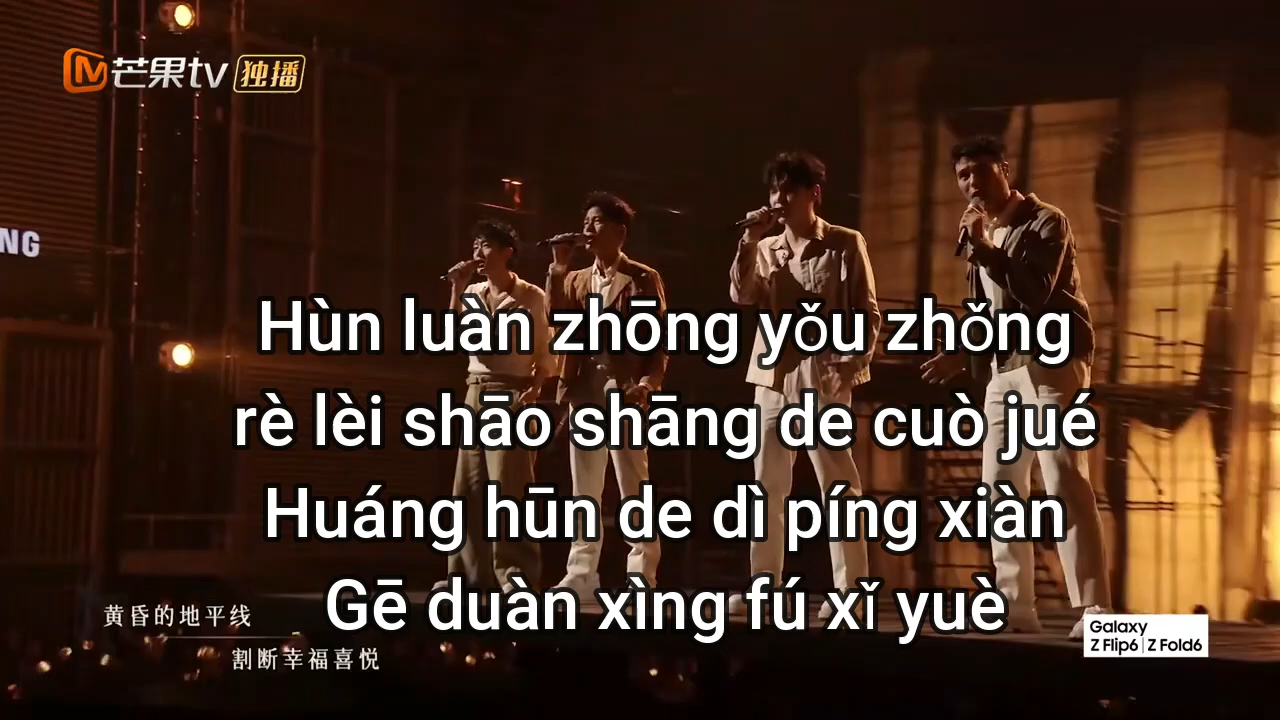 芒果tv 独播
NG
Hùn luàn zhōng yǒu zhǒng
rè lèi shāo shāng de cuò jué
Huáng hūn de dì píng xiàn
Gē duàn xìng fú xǐ yuè
黄昏的地平线
割断幸福喜悦
Galaxy
Z Flip6 | Z Fold6